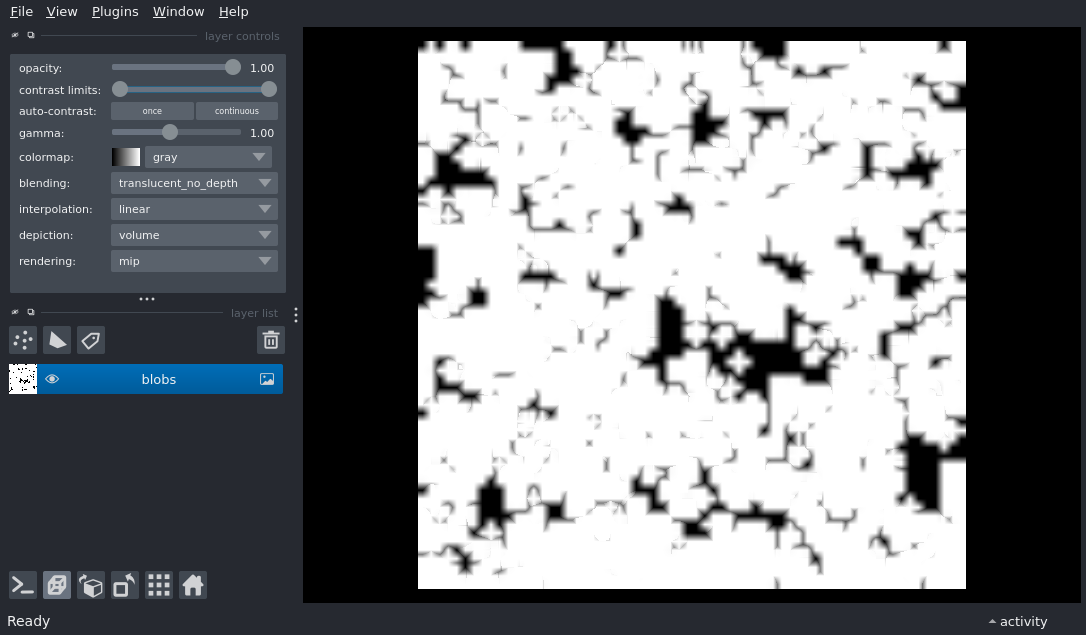 File View Plugins Window Help
layer controls
opacity: 1.00
contrast limits:
auto-contrast: once continuous
gamma: 1.00
colormap: gray
blending: translucent_no_depth
interpolation: linear
depiction: volume
rendering: mip
layer list
blobs
Ready activity